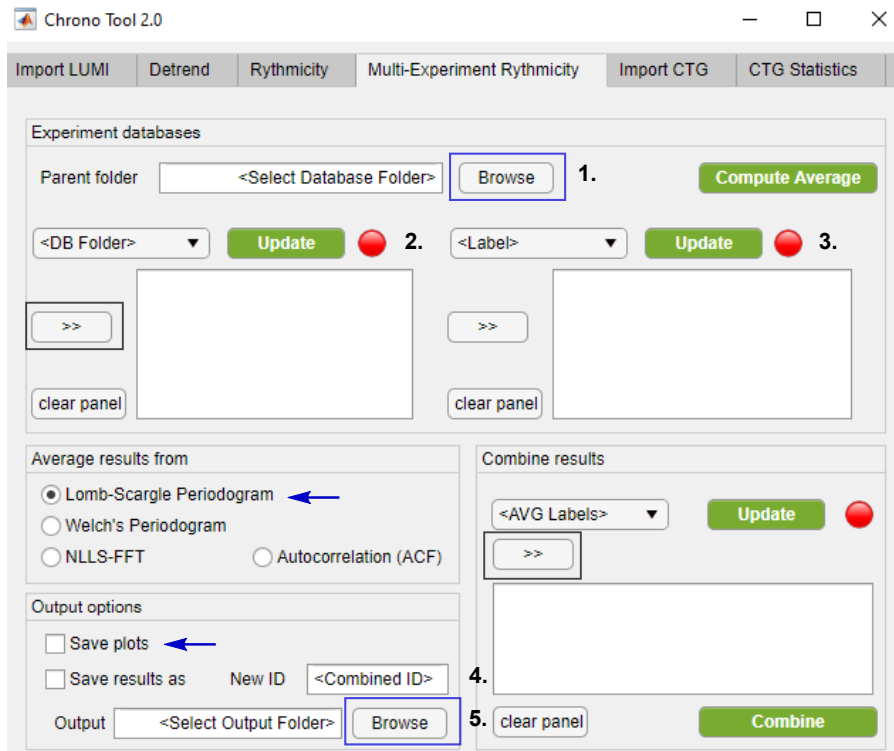 Chrono Tool 2.0
Import LUMI Detrend Rythmicity Multi-Experiment Rythmicity Import CTG CTG Statistics
Experiment databases
Parent folder <Select Database Folder> Browse 1. Compute Average
<DB Folder> Update 2. <Label> Update 3.
>> >>
clear panel clear panel
Average results from
Lomb-Scargle Periodogram
Welch's Periodogram
NLLS-FFT Autocorrelation (ACF)
Combine results
<AVG Labels> Update
>>
Output options
Save plots
Save results as New ID <Combined ID> 4.
Output <Select Output Folder> Browse 5. clear panel Combine